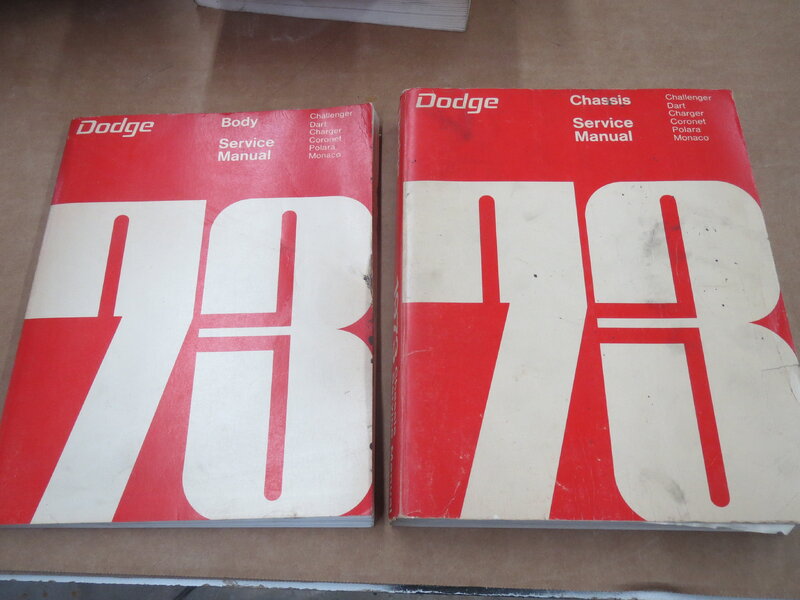 Dodge
Body
Service
Manual
Challenger
Dart
Charger
Coronet
Polara
Monaco
73
Dodge
Chassis
Service
Manual
Challenger
Dart
Charger
Coronet
Polara
Monaco
73